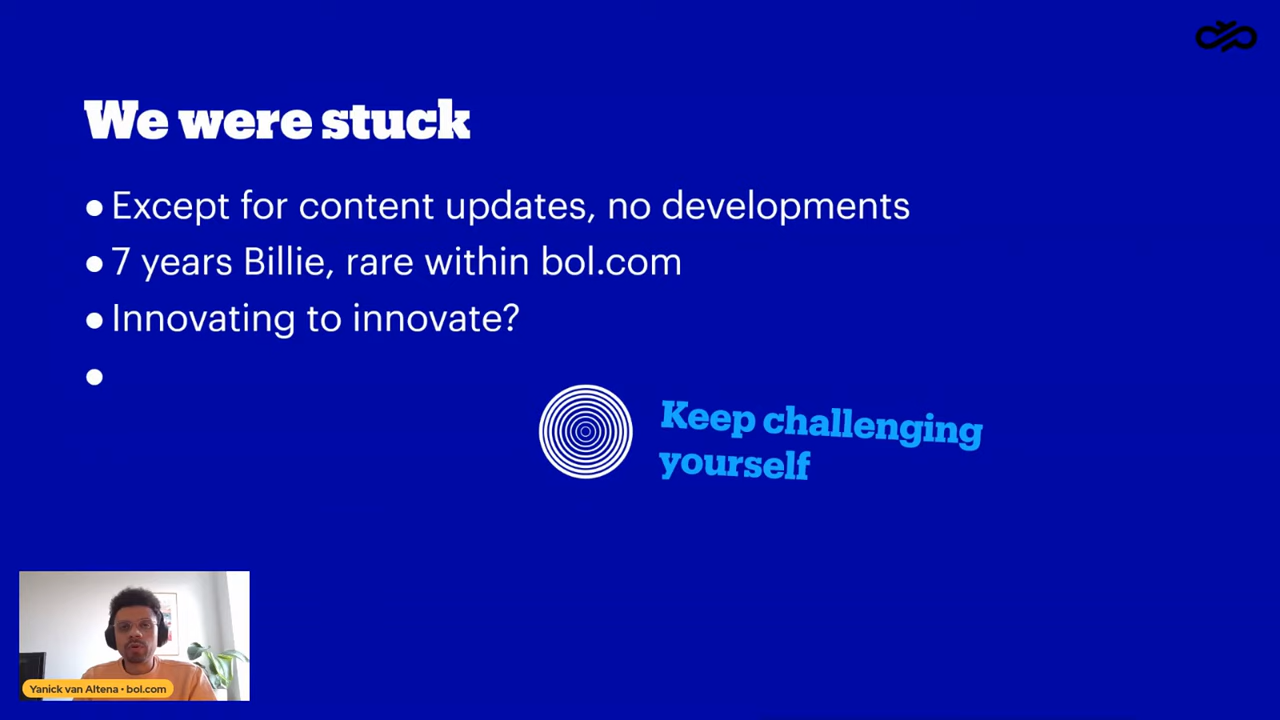 We were stuck
Except for content updates, no developments
7 years Billie, rare within bol.com
Innovating to innovate?
Keep challenging
yourself
Yanick van Altena • bol.com